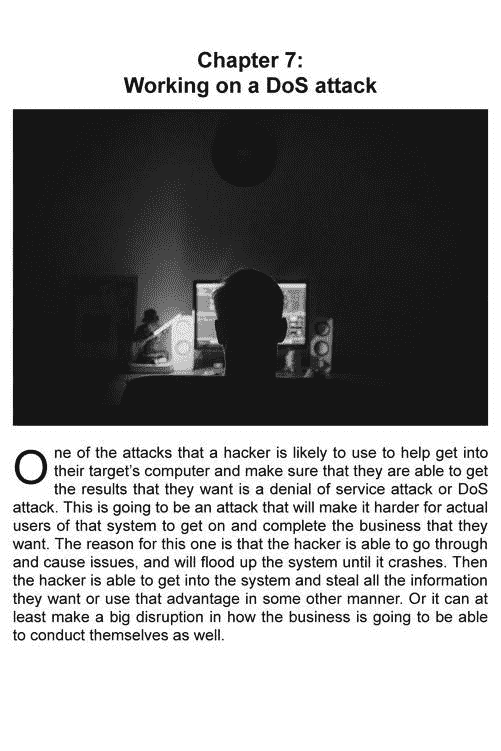 Chapter 7:
Working on a DoS attack
One of the attacks that a hacker is likely to use to help get into
their target's computer and make sure that they are able to get
the results that they want is a denial of service attack or DoS
attack. This is going to be an attack that will make it harder for actual
users of that system to get on and complete the business that they
want. The reason for this one is that the hacker is able to go through
and cause issues, and will flood up the system until it crashes. Then
the hacker is able to get into the system and steal all the information
they want or use that advantage in some other manner. Or it can at
least make a big disruption in how the business is going to be able
to conduct themselves as well.